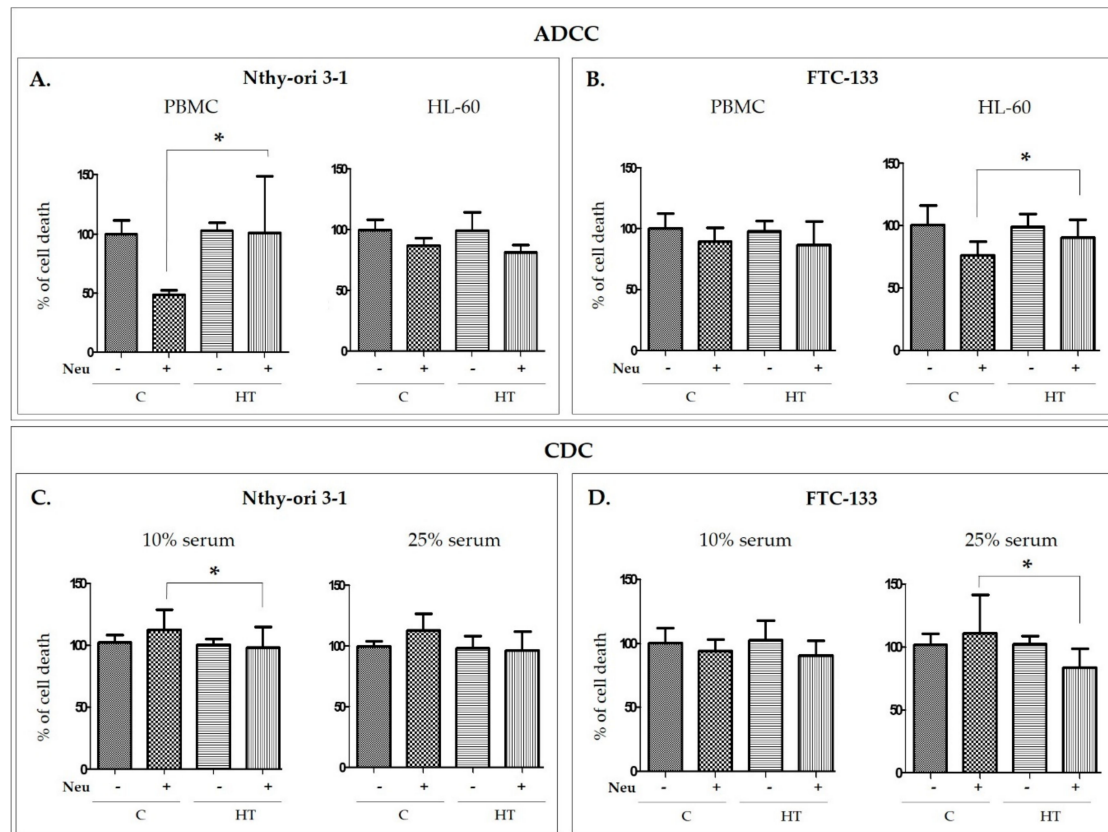 ADCC
A. Nthy-ori 3-1
PBMC HL-60
*
% of cell death
150
100
50
0
150
100
50
0
Neu - + - + - + - +
C HT C HT
B. FTC-133
PBMC HL-60
*
% of cell death
150
100
50
0
150
100
50
0
- + - + - + - +
C HT C HT
CDC
C. Nthy-ori 3-1
10% serum 25% serum
*
% of cell death
150
100
50
0
150
100
50
0
Neu - + - + - + - +
C HT C HT
D. FTC-133
10% serum 25% serum
*
% of cell death
150
100
50
0
150
100
50
0
Neu - + - + - + - +
C HT C HT